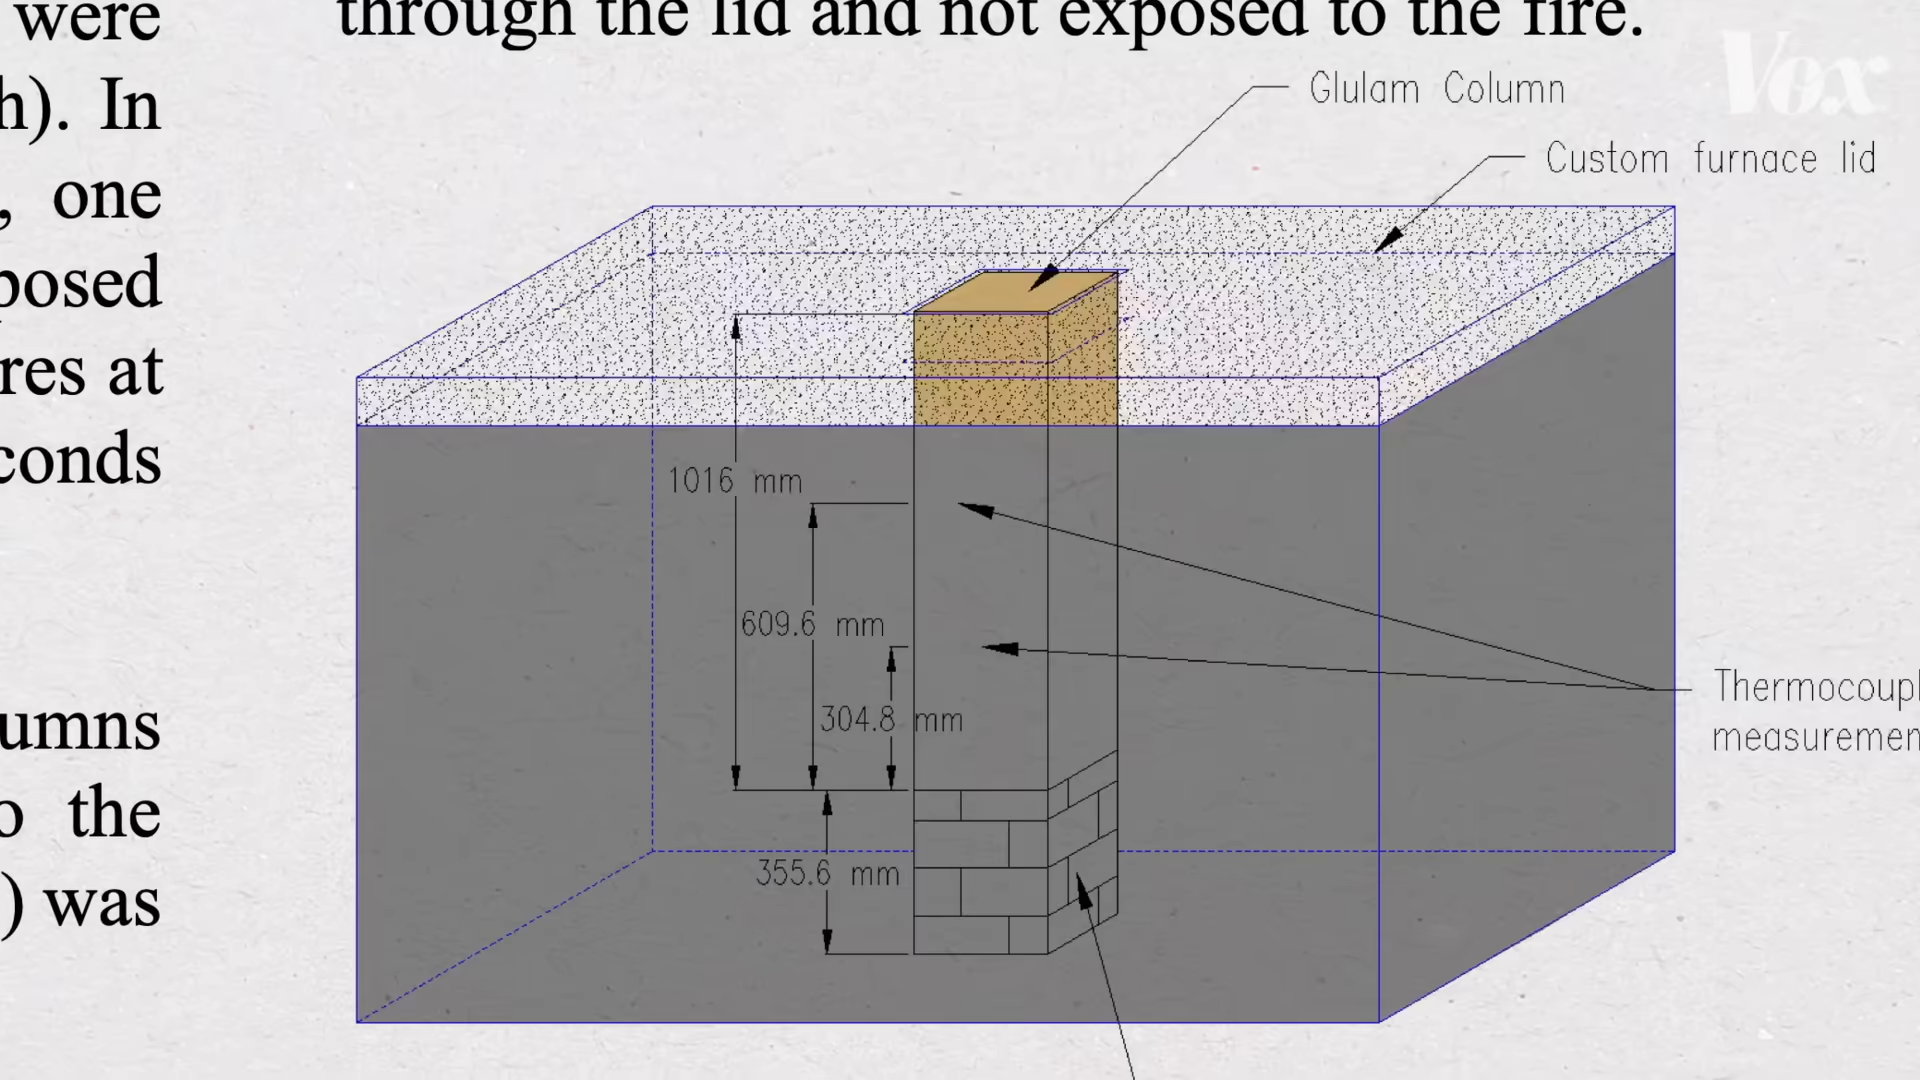 were
h). In
, one
posed
res at
conds
umns
o the
) was
through the lid and not exposed to the fire.
Vox
Glulam Column
Custom furnace lid
1016 mm
609.6 mm
304.8 mm
355.6 mm
Thermocoupl
measuremen